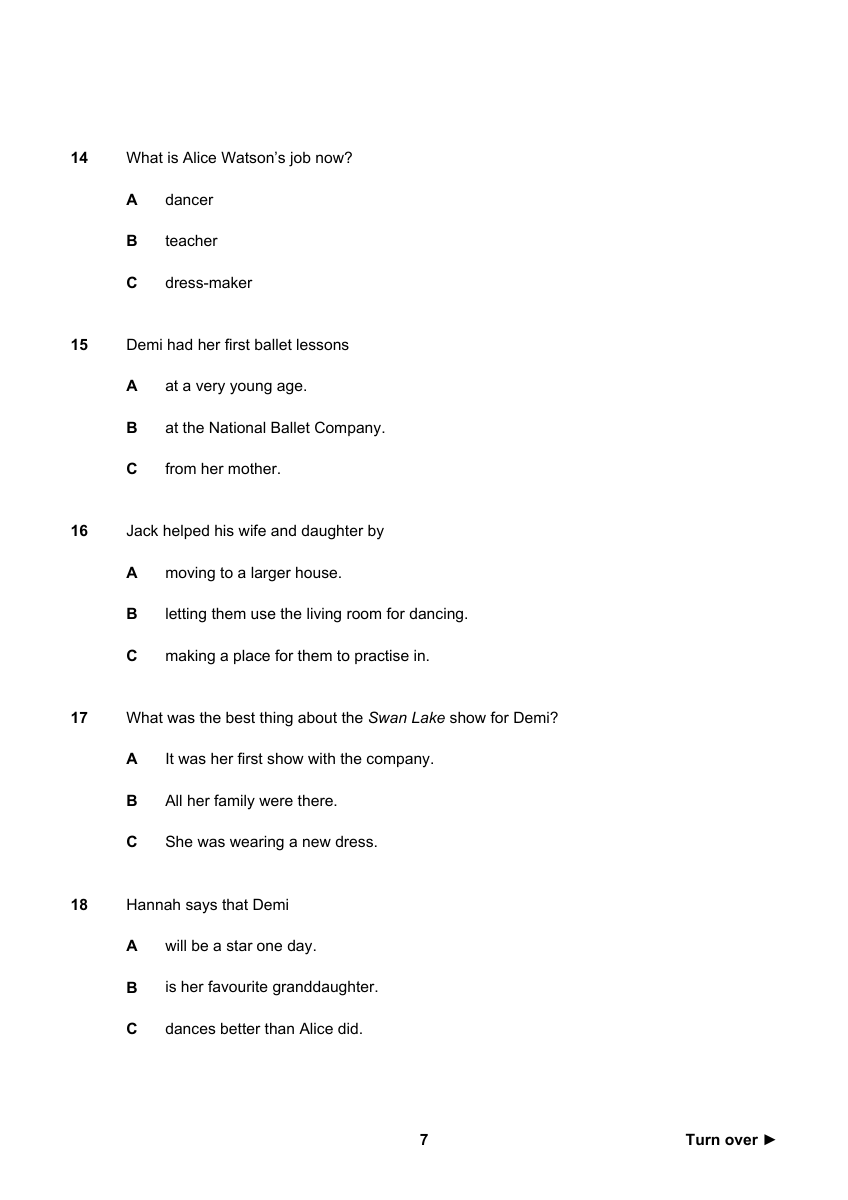 14 What is Alice Watson’s job now?
A dancer
B teacher
C dress-maker
15 Demi had her first ballet lessons
A at a very young age.
B at the National Ballet Company.
C from her mother.
16 Jack helped his wife and daughter by
A moving to a larger house.
B letting them use the living room for dancing.
C making a place for them to practise in.
17 What was the best thing about the Swan Lake show for Demi?
A It was her first show with the company.
B All her family were there.
C She was wearing a new dress.
18 Hannah says that Demi
A will be a star one day.
B is her favourite granddaughter.
C dances better than Alice did.
7 Turn over ►